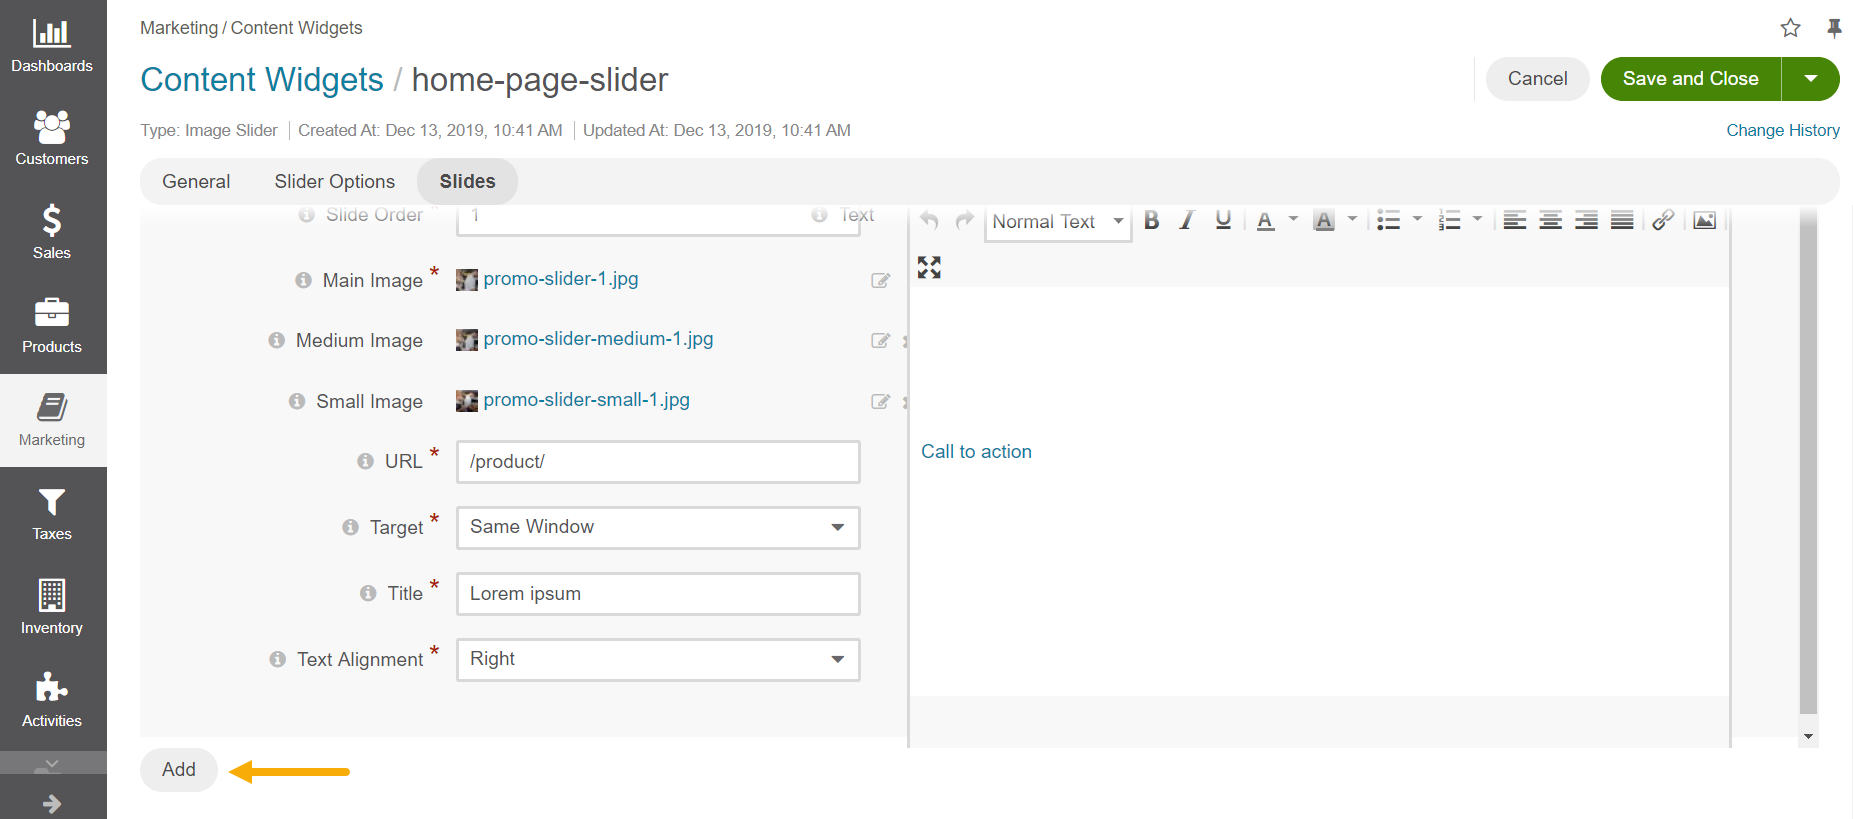 Dashboards
Customers
Sales
Products
Marketing
Taxes
Inventory
Activities
Marketing / Content Widgets
Content Widgets / home-page-slider
Cancel
Save and Close
Type: Image Slider
Created At: Dec 13, 2019, 10:41 AM
Updated At: Dec 13, 2019, 10:41 AM
Change History
General
Slider Options
Slides
Slide Order *
1
Text
Normal Text
B I U A A
Main Image *
promo-slider-1.jpg
Medium Image
promo-slider-medium-1.jpg
Small Image
promo-slider-small-1.jpg
URL *
/product/
Target *
Same Window
Title *
Lorem ipsum
Text Alignment *
Right
Call to action
Add